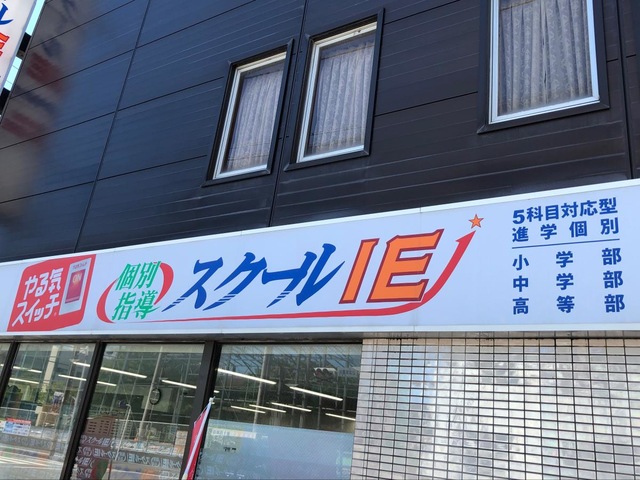 やる気
スイッチ
個別
指導
スクールIE
5科目対応型
進学個別
小学部
中学部
高等部